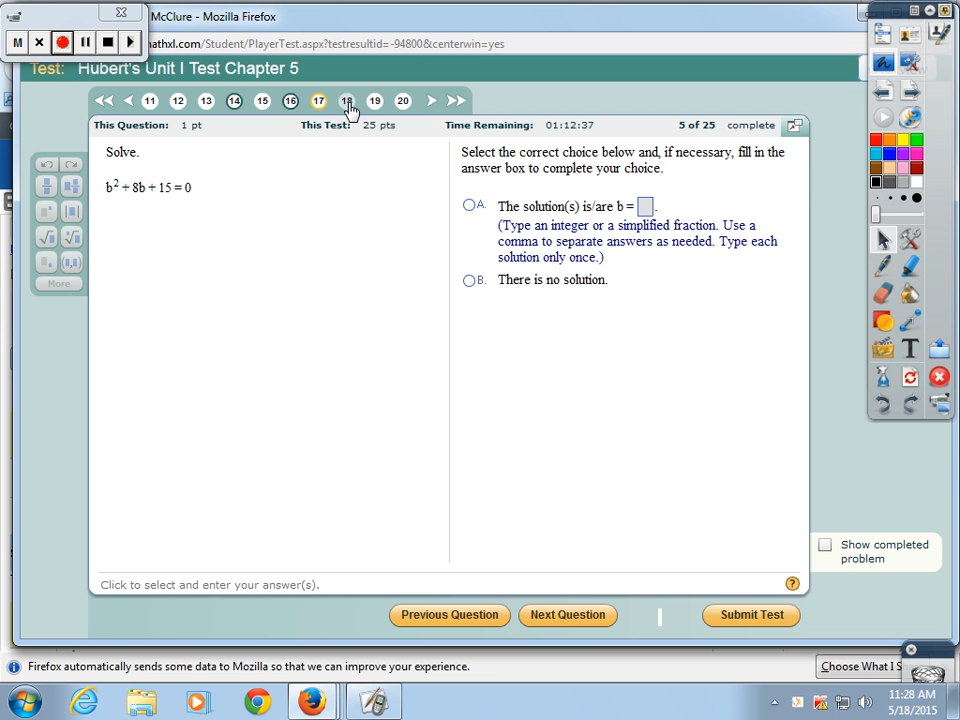 McClure - Mozilla Firefox
M
mathxl.com/Student/PlayerTest.aspx?testresultid=-94800&centerwin=yes
Test: Hubert's Unit I Test Chapter 5
11 12 13 14 15 16 17 18 19 20
This Question: 1 pt This Test: 25 pts Time Remaining: 01:12:37 5 of 25 complete
Solve.
b² + 8b + 15 = 0
Select the correct choice below and, if necessary, fill in the
answer box to complete your choice.
A. The solution(s) is/are b = .
(Type an integer or a simplified fraction. Use a
comma to separate answers as needed. Type each
solution only once.)
B. There is no solution.
More
Show completed
problem
Click to select and enter your answer(s).
?
Previous Question Next Question Submit Test
Firefox automatically sends some data to Mozilla so that we can improve your experience.
Choose What I
11:28 AM
5/18/2015